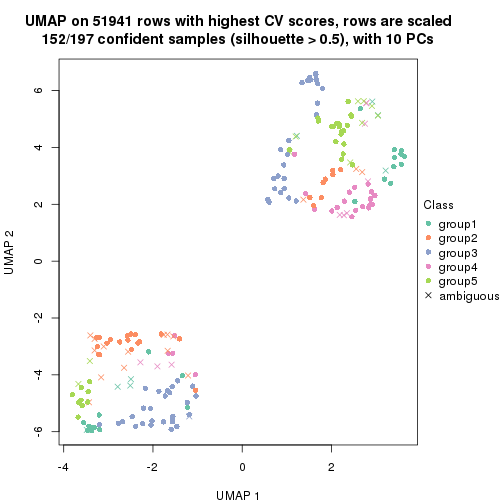 UMAP on 51941 rows with highest CV scores, rows are scaled
152/197 confident samples (silhouette > 0.5), with 10 PCs
6
4
2
0
-2
-4
-6
UMAP 2
-4
-2
0
2
UMAP 1
Class
group1
group2
group3
group4
group5
ambiguous